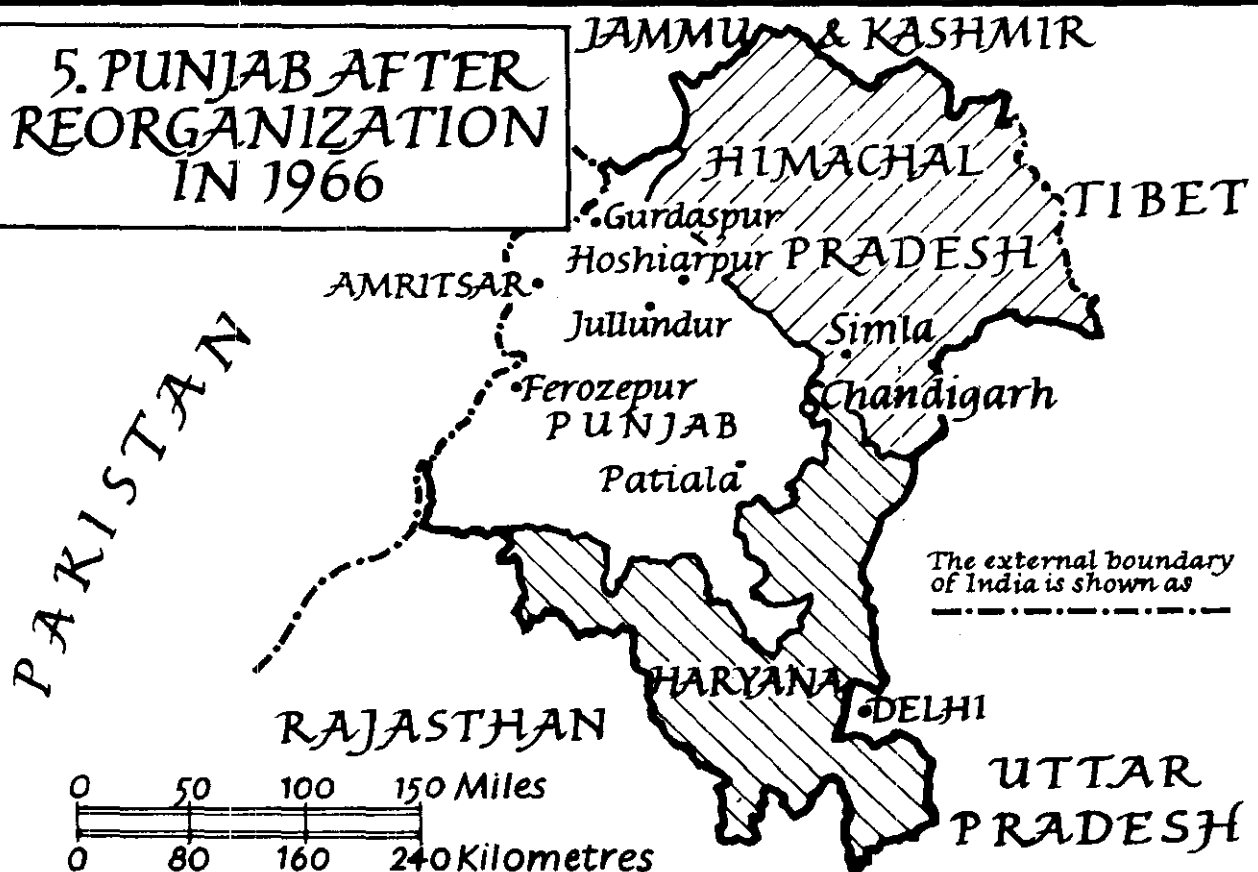 5. PUNJAB AFTER
REORGANIZATION
IN 1966
JAMMU & KASHMIR
HIMACHAL
PRADESH
TIBET
Gurdaspur
Hoshiarpur
AMRITSAR
Jullundur
Simla
Ferozepur
Chandigarh
PUNJAB
Patiala
PAKISTAN
The external boundary
of India is shown as
HARYANA
DELHI
RAJASTHAN
UTTAR
PRADESH
0 50 100 150 Miles
0 80 160 240 Kilometres